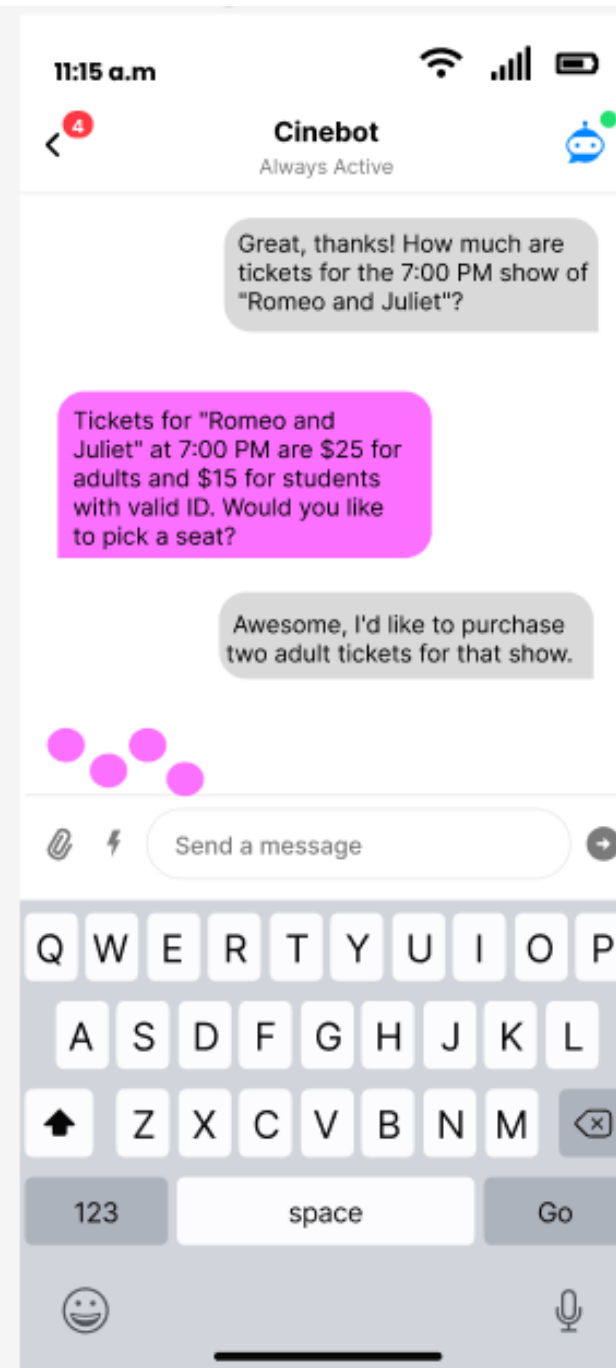 11:15 a.m
4
Cinebot
Always Active
Great, thanks! How much are
tickets for the 7:00 PM show of
"Romeo and Juliet"?
Tickets for "Romeo and
Juliet" at 7:00 PM are $25 for
adults and $15 for students
with valid ID. Would you like
to pick a seat?
Awesome, I'd like to purchase
two adult tickets for that show.
Send a message
Q W E R T Y U I O P
A S D F G H J K L
Z X C V B N M
123 space Go